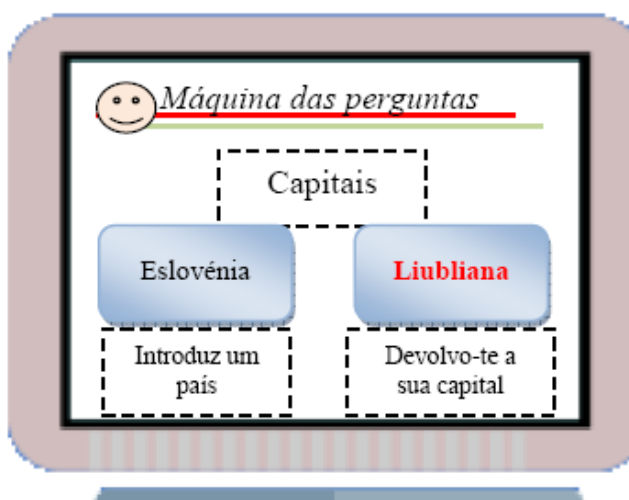 Máquina das perguntas
Capitais
Eslovénia
Liubliana
Introduz um
país
Devolvo-te a
sua capital